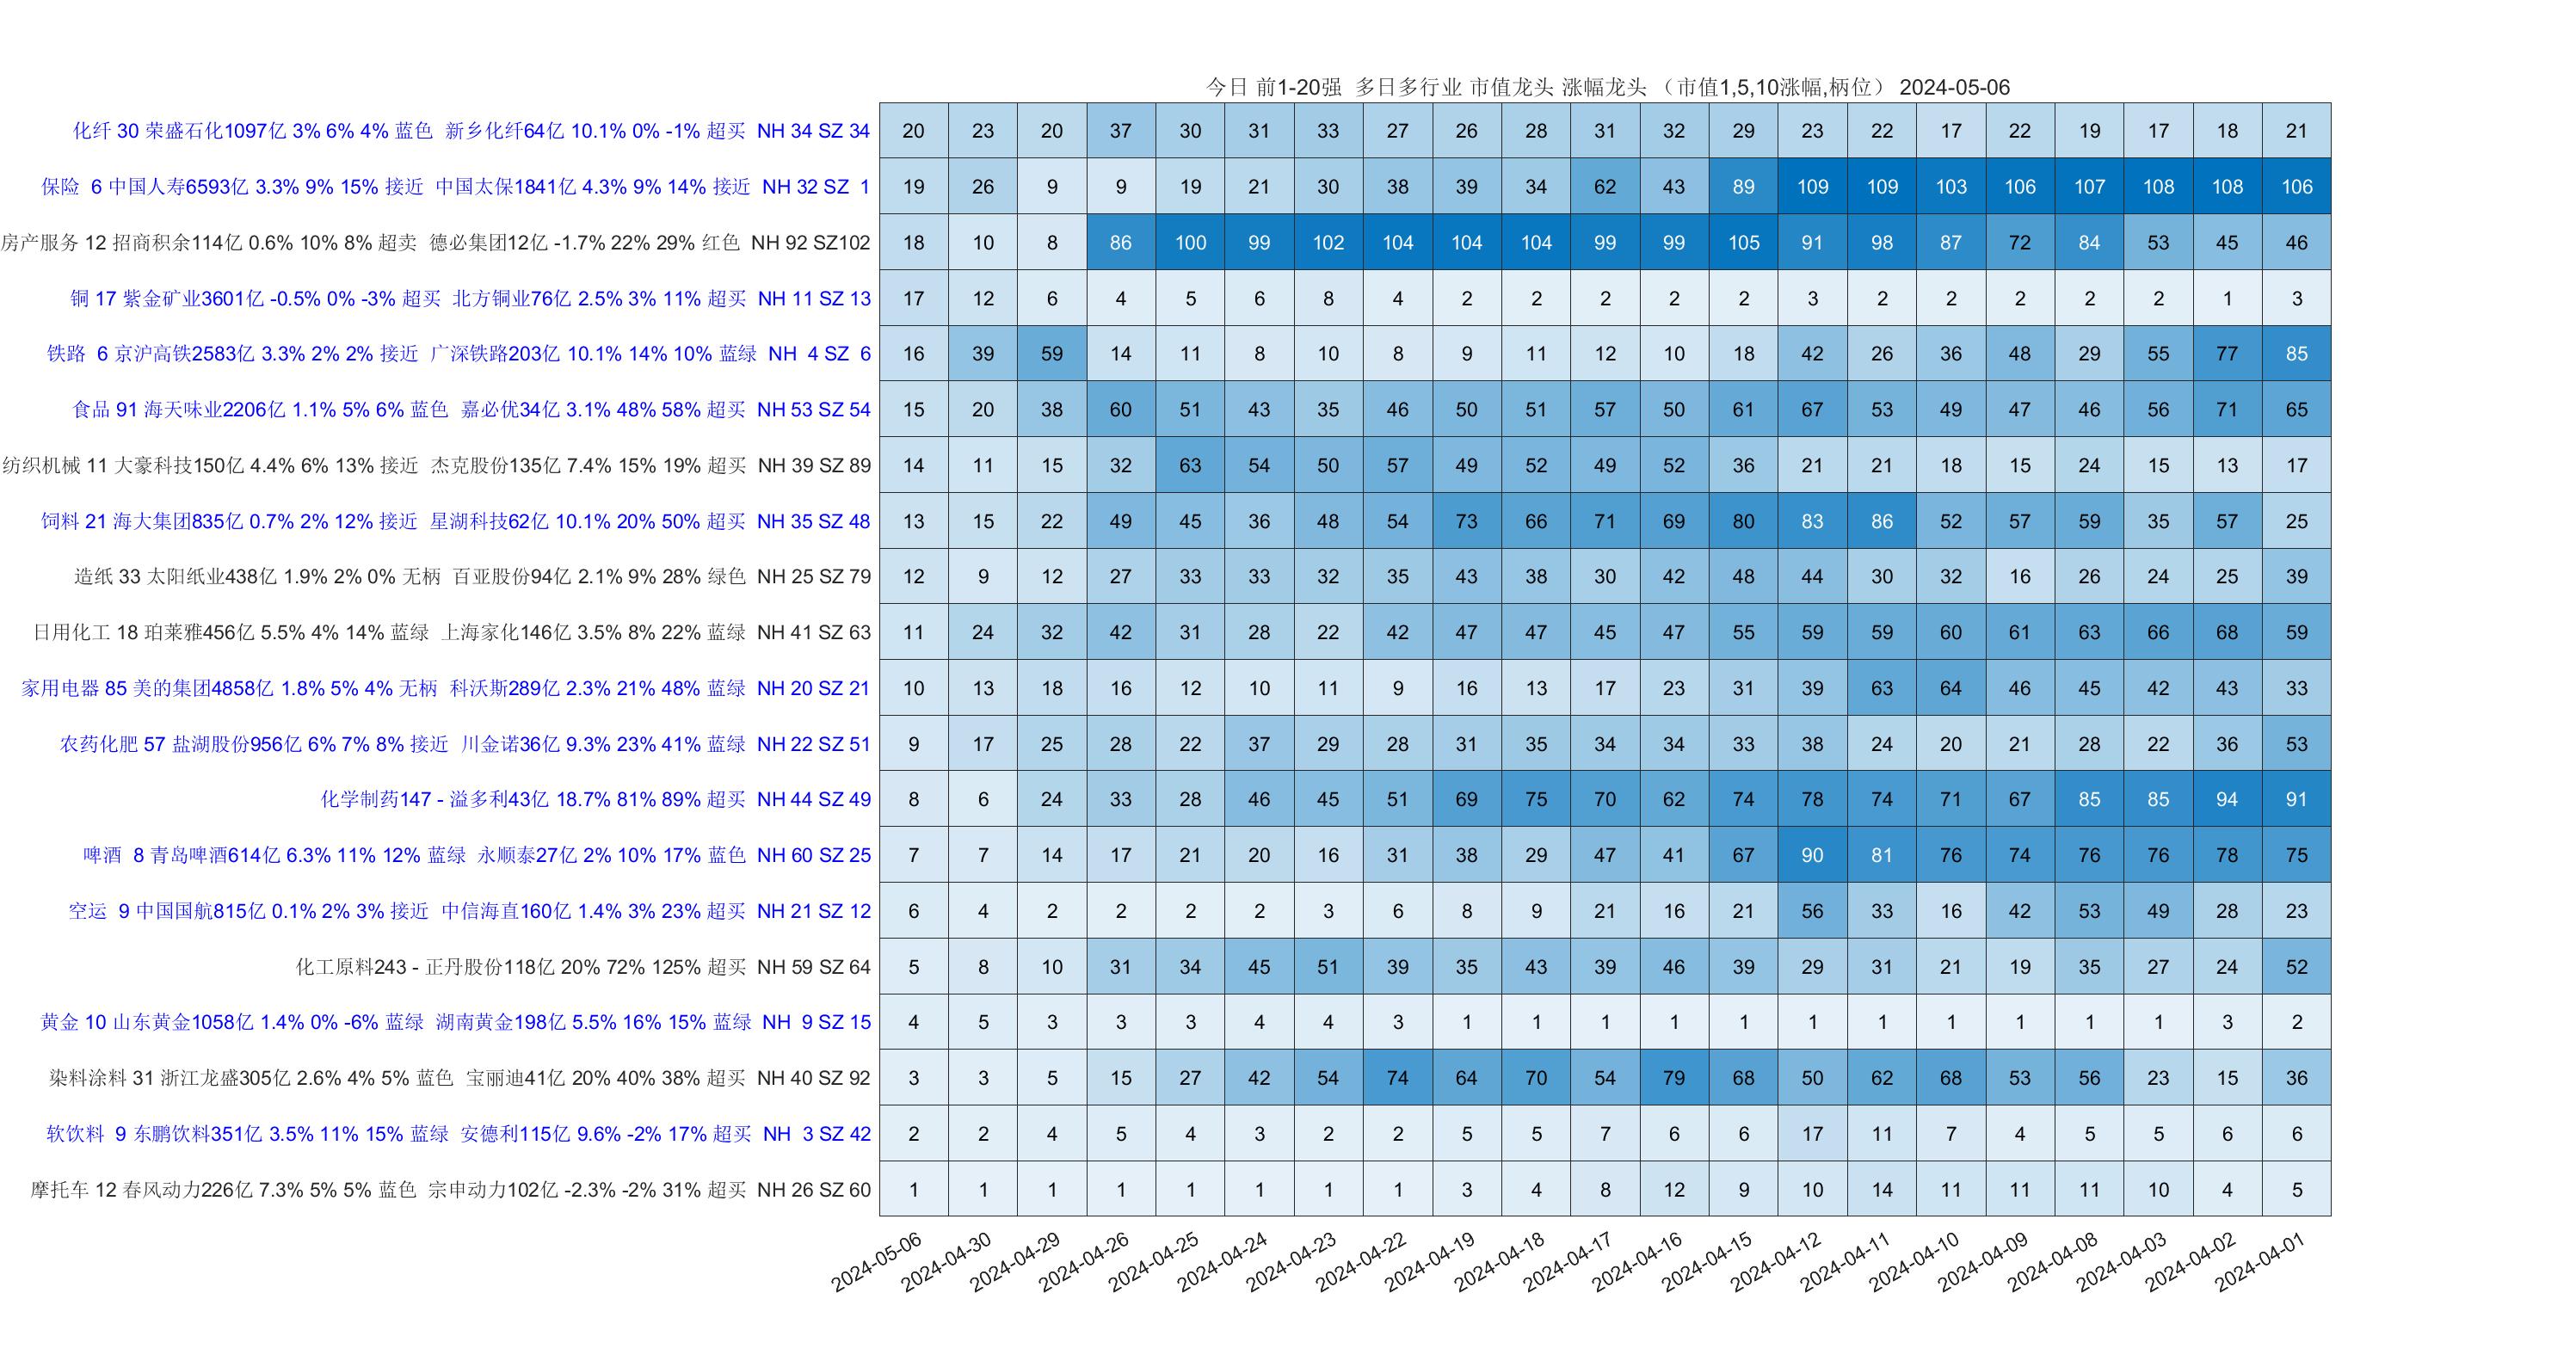 今日 前1-20强 多日多行业 市值龙头 涨幅龙头 （市值1,5,10涨幅,柄位） 2024-05-06
化纤 30 荣盛石化1097亿 3% 6% 4% 蓝色 新乡化纤64亿 10.1% 0% -1% 超买 NH 34 SZ 34 20 23 20 37 30 31 33 27 26 28 31 32 29 23 22 17 22 19 17 18 21
保险 6 中国人寿6593亿 3.3% 9% 15% 接近 中国太保1841亿 4.3% 9% 14% 接近 NH 32 SZ 1 19 26 9 9 19 21 30 38 39 34 62 43 89 109 109 103 106 107 108 108 106
房产服务 12 招商积余114亿 0.6% 10% 8% 超卖 德必集团12亿 -1.7% 22% 29% 红色 NH 92 SZ102 18 10 8 86 100 99 102 104 104 104 99 99 105 91 98 87 72 84 53 45 46
铜 17 紫金矿业3601亿 -0.5% 0% -3% 超买 北方铜业76亿 2.5% 3% 11% 超买 NH 11 SZ 13 17 12 6 4 5 6 8 4 2 2 2 2 2 3 2 2 2 2 2 1 3
铁路 6 京沪高铁2583亿 3.3% 2% 2% 接近 广深铁路203亿 10.1% 14% 10% 蓝绿 NH 4 SZ 6 16 39 59 14 11 8 10 8 9 11 12 10 18 42 26 36 48 29 55 77 85
食品 91 海天味业2206亿 1.1% 5% 6% 蓝色 嘉必优34亿 3.1% 48% 58% 超买 NH 53 SZ 54 15 20 38 60 51 43 35 46 50 51 57 50 61 67 53 49 47 46 56 71 65
纺织机械 11 大豪科技150亿 4.4% 6% 13% 接近 杰克股份135亿 7.4% 15% 19% 超买 NH 39 SZ 89 14 11 15 32 63 54 50 57 49 52 49 52 36 21 21 18 15 24 15 13 17
饲料 21 海大集团835亿 0.7% 2% 12% 接近 星湖科技62亿 10.1% 20% 50% 超买 NH 35 SZ 48 13 15 22 49 45 36 48 54 73 66 71 69 80 83 86 52 57 59 35 57 25
造纸 33 太阳纸业438亿 1.9% 2% 0% 无柄 百亚股份94亿 2.1% 9% 28% 绿色 NH 25 SZ 79 12 9 12 27 33 33 32 35 43 38 30 42 48 44 30 32 16 26 24 25 39
日用化工 18 珀莱雅456亿 5.5% 4% 14% 蓝绿 上海家化146亿 3.5% 8% 22% 蓝绿 NH 41 SZ 63 11 24 32 42 31 28 22 42 47 47 45 47 55 59 59 60 61 63 66 68 59
家用电器 85 美的集团4858亿 1.8% 5% 4% 无柄 科沃斯289亿 2.3% 21% 48% 蓝绿 NH 20 SZ 21 10 13 18 16 12 10 11 9 16 13 17 23 31 39 63 64 46 45 42 43 33
农药化肥 57 盐湖股份956亿 6% 7% 8% 接近 川金诺36亿 9.3% 23% 41% 蓝绿 NH 22 SZ 51 9 17 25 28 22 37 29 28 31 35 34 34 33 38 24 20 21 28 22 36 53
化学制药147 - 溢多利43亿 18.7% 81% 89% 超买 NH 44 SZ 49 8 6 24 33 28 46 45 51 69 75 70 62 74 78 74 71 67 85 85 94 91
啤酒 8 青岛啤酒614亿 6.3% 11% 12% 蓝绿 永顺泰27亿 2% 10% 17% 蓝色 NH 60 SZ 25 7 7 14 17 21 20 16 31 38 29 47 41 67 90 81 76 74 76 76 78 75
空运 9 中国国航815亿 0.1% 2% 3% 接近 中信海直160亿 1.4% 3% 23% 超买 NH 21 SZ 12 6 4 2 2 2 2 3 6 8 9 21 16 21 56 33 16 42 53 49 28 23
化工原料243 - 正丹股份118亿 20% 72% 125% 超买 NH 59 SZ 64 5 8 10 31 34 45 51 39 35 43 39 46 39 29 31 21 19 35 27 24 52
黄金 10 山东黄金1058亿 1.4% 0% -6% 蓝绿 湖南黄金198亿 5.5% 16% 15% 蓝绿 NH 9 SZ 15 4 5 3 3 3 4 4 3 1 1 1 1 1 1 1 1 1 1 1 3 2
染料涂料 31 浙江龙盛305亿 2.6% 4% 5% 蓝色 宝丽迪41亿 20% 40% 38% 超买 NH 40 SZ 92 3 3 5 15 27 42 54 74 64 70 54 79 68 50 62 68 53 56 23 15 36
软饮料 9 东鹏饮料351亿 3.5% 11% 15% 蓝绿 安德利115亿 9.6% -2% 17% 超买 NH 3 SZ 42 2 2 4 5 4 3 2 2 5 5 7 6 6 17 11 7 4 5 5 6 6
摩托车 12 春风动力226亿 7.3% 5% 5% 蓝色 宗申动力102亿 -2.3% -2% 31% 超买 NH 26 SZ 60 1 1 1 1 1 1 1 1 3 4 8 12 9 10 14 11 11 11 10 4 5
2024-05-06 2024-04-30 2024-04-29 2024-04-26 2024-04-25 2024-04-24 2024-04-23 2024-04-22 2024-04-19 2024-04-18 2024-04-17 2024-04-16 2024-04-15 2024-04-12 2024-04-11 2024-04-10 2024-04-09 2024-04-08 2024-04-03 2024-04-02 2024-04-01